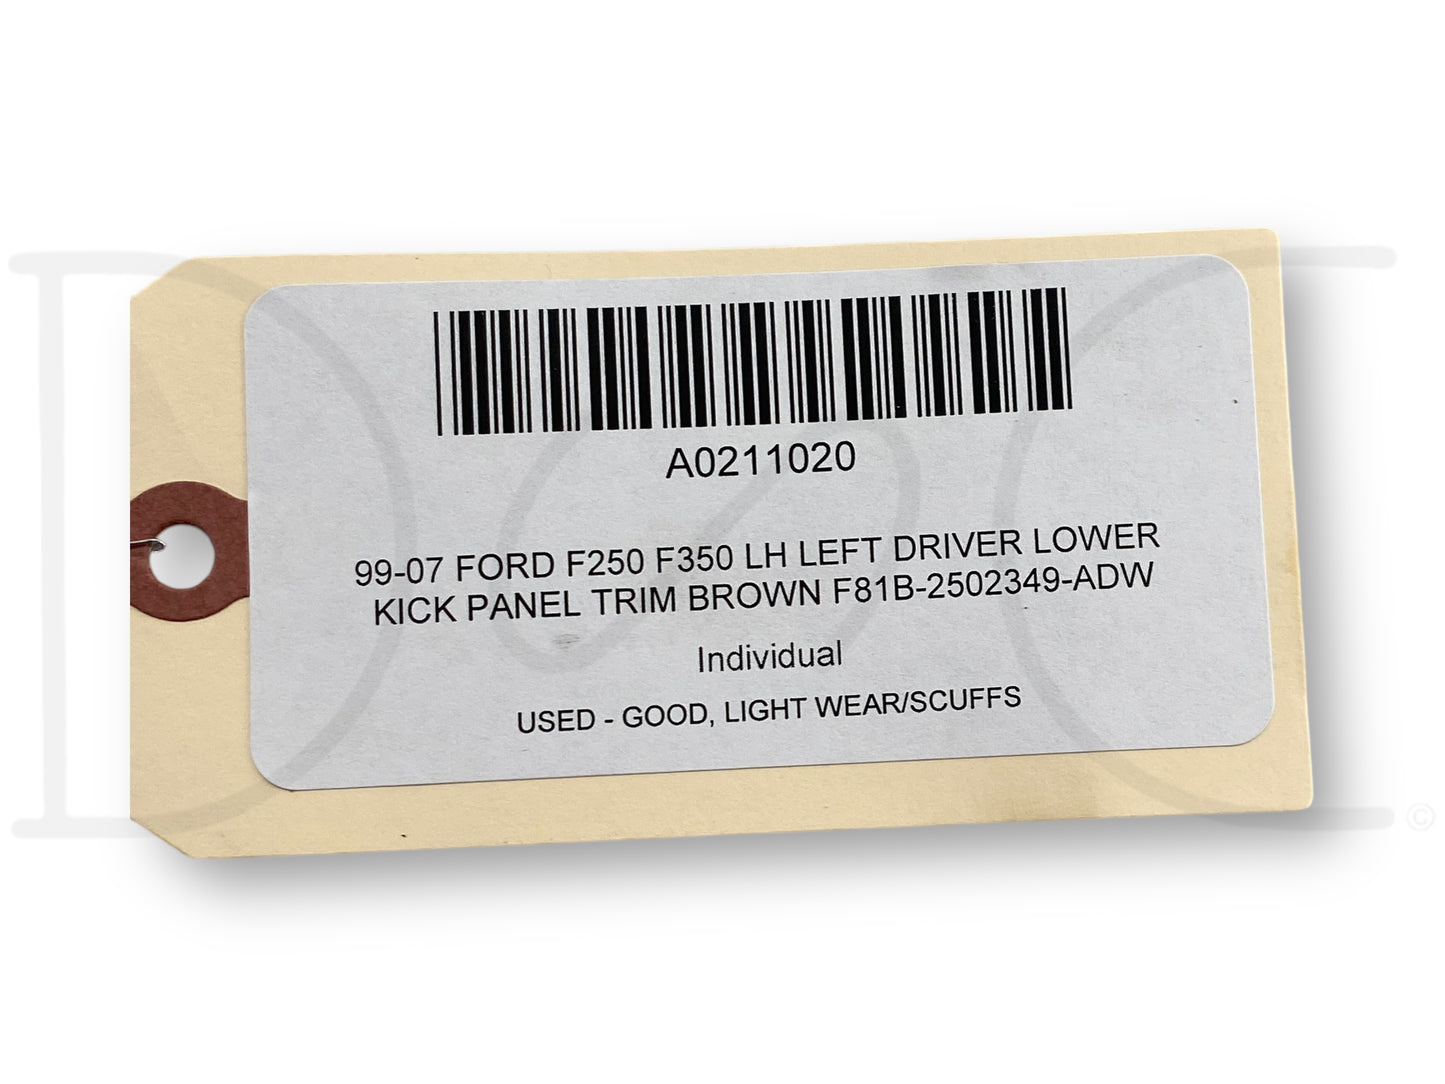 A0211020
99-07 FORD F250 F350 LH LEFT DRIVER LOWER
KICK PANEL TRIM BROWN F81B-2502349-ADW
Individual
USED - GOOD, LIGHT WEAR/SCUFFS
©